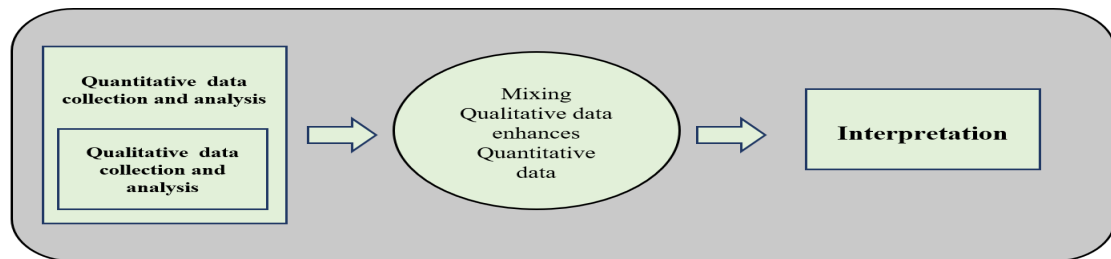 Quantitative data
collection and analysis
Qualitative data
collection and
analysis
Mixing
Qualitative data
enhances
Quantitative
data
Interpretation